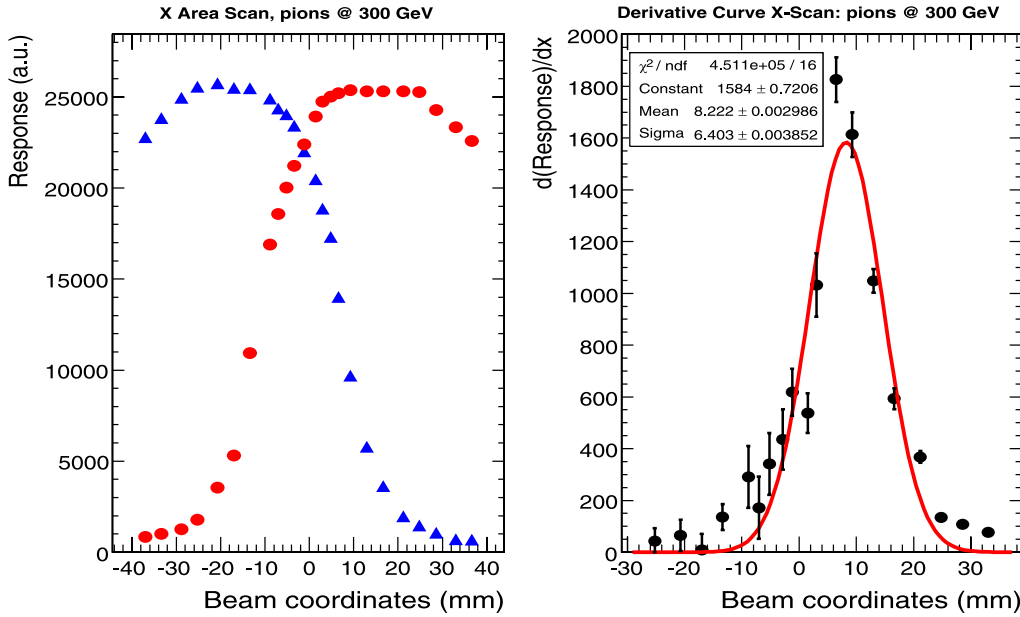 X Area Scan, pions @ 300 GeV
Response (a.u.)
25000
20000
15000
10000
5000
0
-40 -30 -20 -10 0 10 20 30 40
Beam coordinates (mm)
Derivative Curve X-Scan: pions @ 300 GeV
d(Response)/dx
2000
1800
1600
1400
1200
1000
800
600
400
200
0
χ² / ndf 4.511e+05 / 16
Constant 1584 ± 0.7206
Mean 8.222 ± 0.002986
Sigma 6.403 ± 0.003852
-30 -20 -10 0 10 20 30
Beam coordinates (mm)